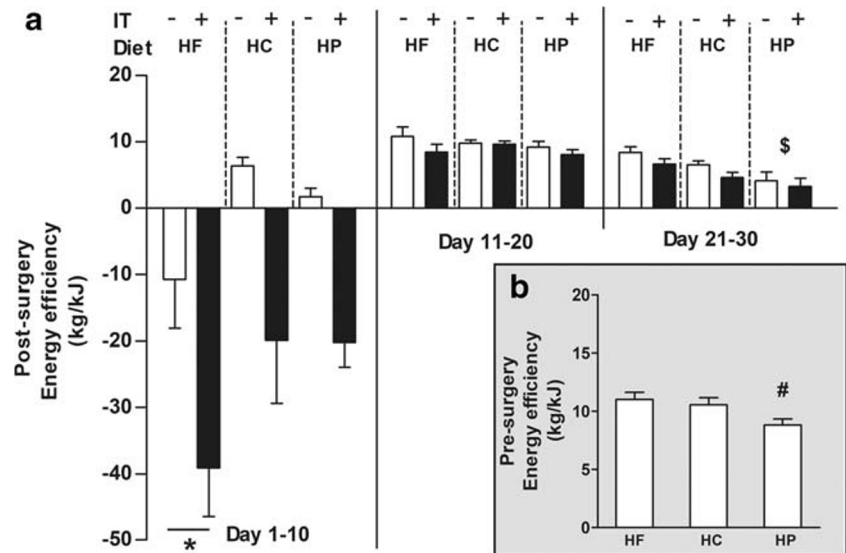 a
IT - + - + - + - + - + - + - + - + - +
Diet HF HC HP HF HC HP HF HC HP
Post-surgery
Energy efficiency
(kg/kJ)
20
10
0
-10
-20
-30
-40
-50
$
*
Day 1-10
Day 11-20
Day 21-30
b
Pre-surgery
Energy efficiency
(kg/kJ)
20
15
10
5
0
#
HF HC HP